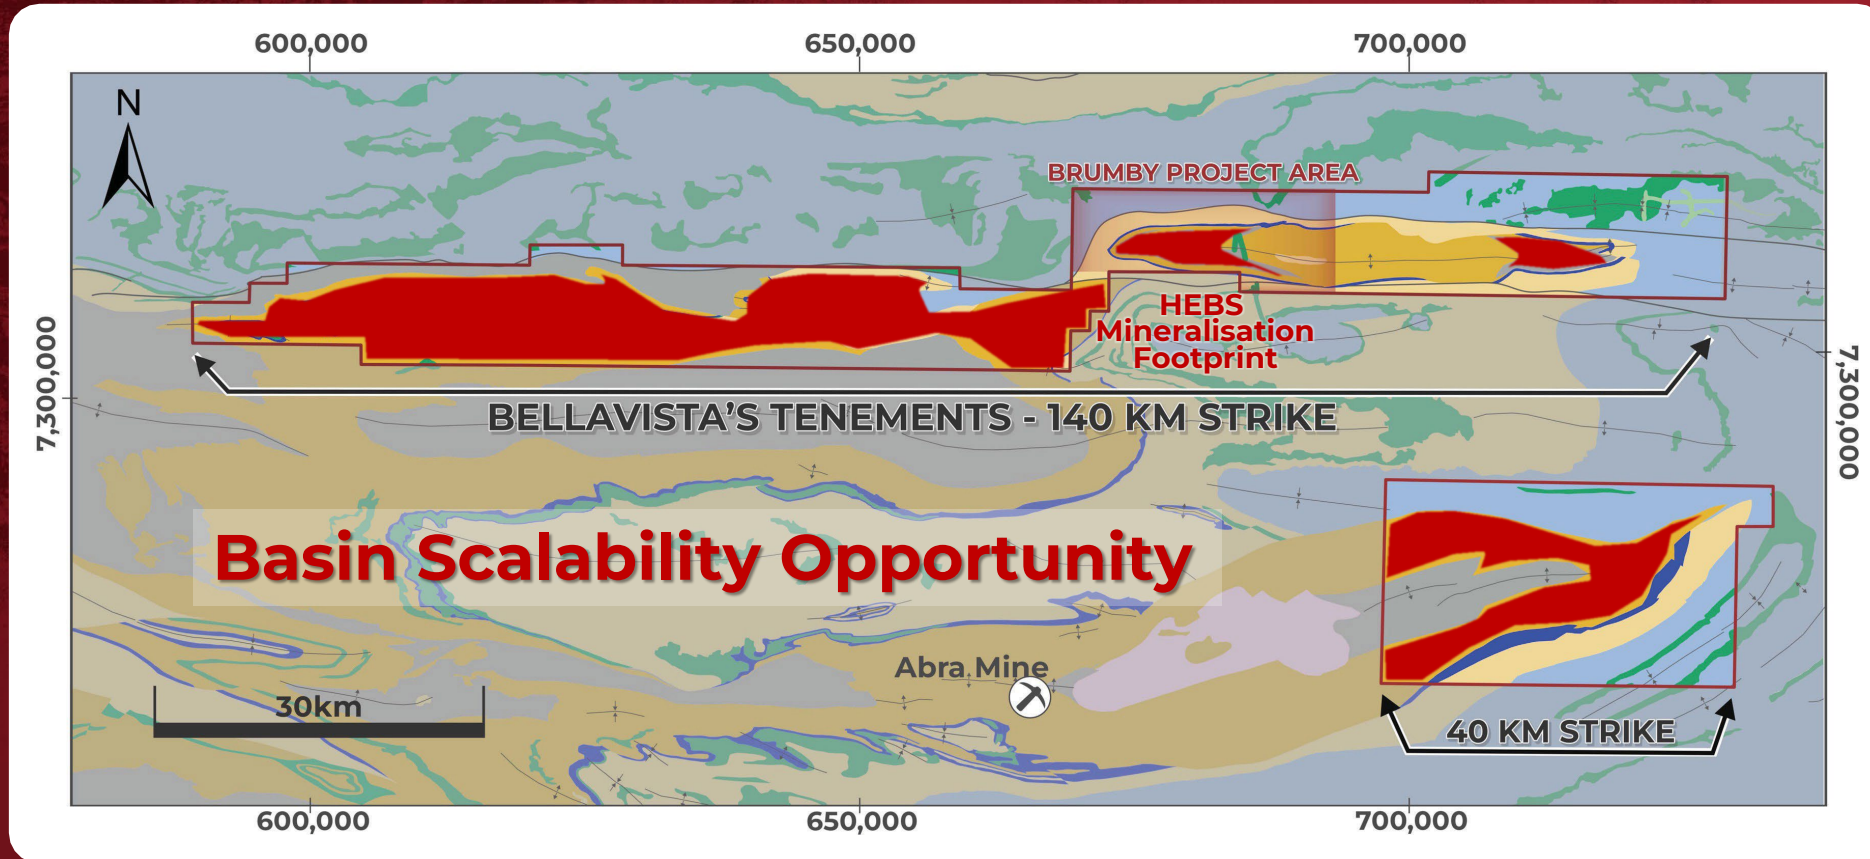 600,000
650,000
700,000
N
BRUMBY PROJECT AREA
HEBS
Mineralisation
Footprint
7,300,000
7,300,000
BELLAVISTA'S TENEMENTS - 140 KM STRIKE
Basin Scalability Opportunity
Abra Mine
30km
40 KM STRIKE
600,000
650,000
700,000